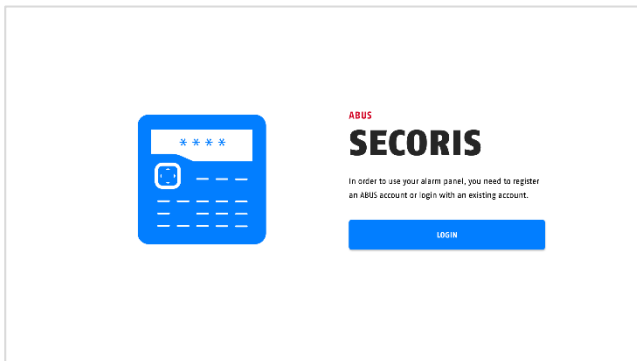 * * * *
ABUS
SECORIS
In order to use your alarm panel, you need to register
an ABUS account or login with an existing account.
LOGIN